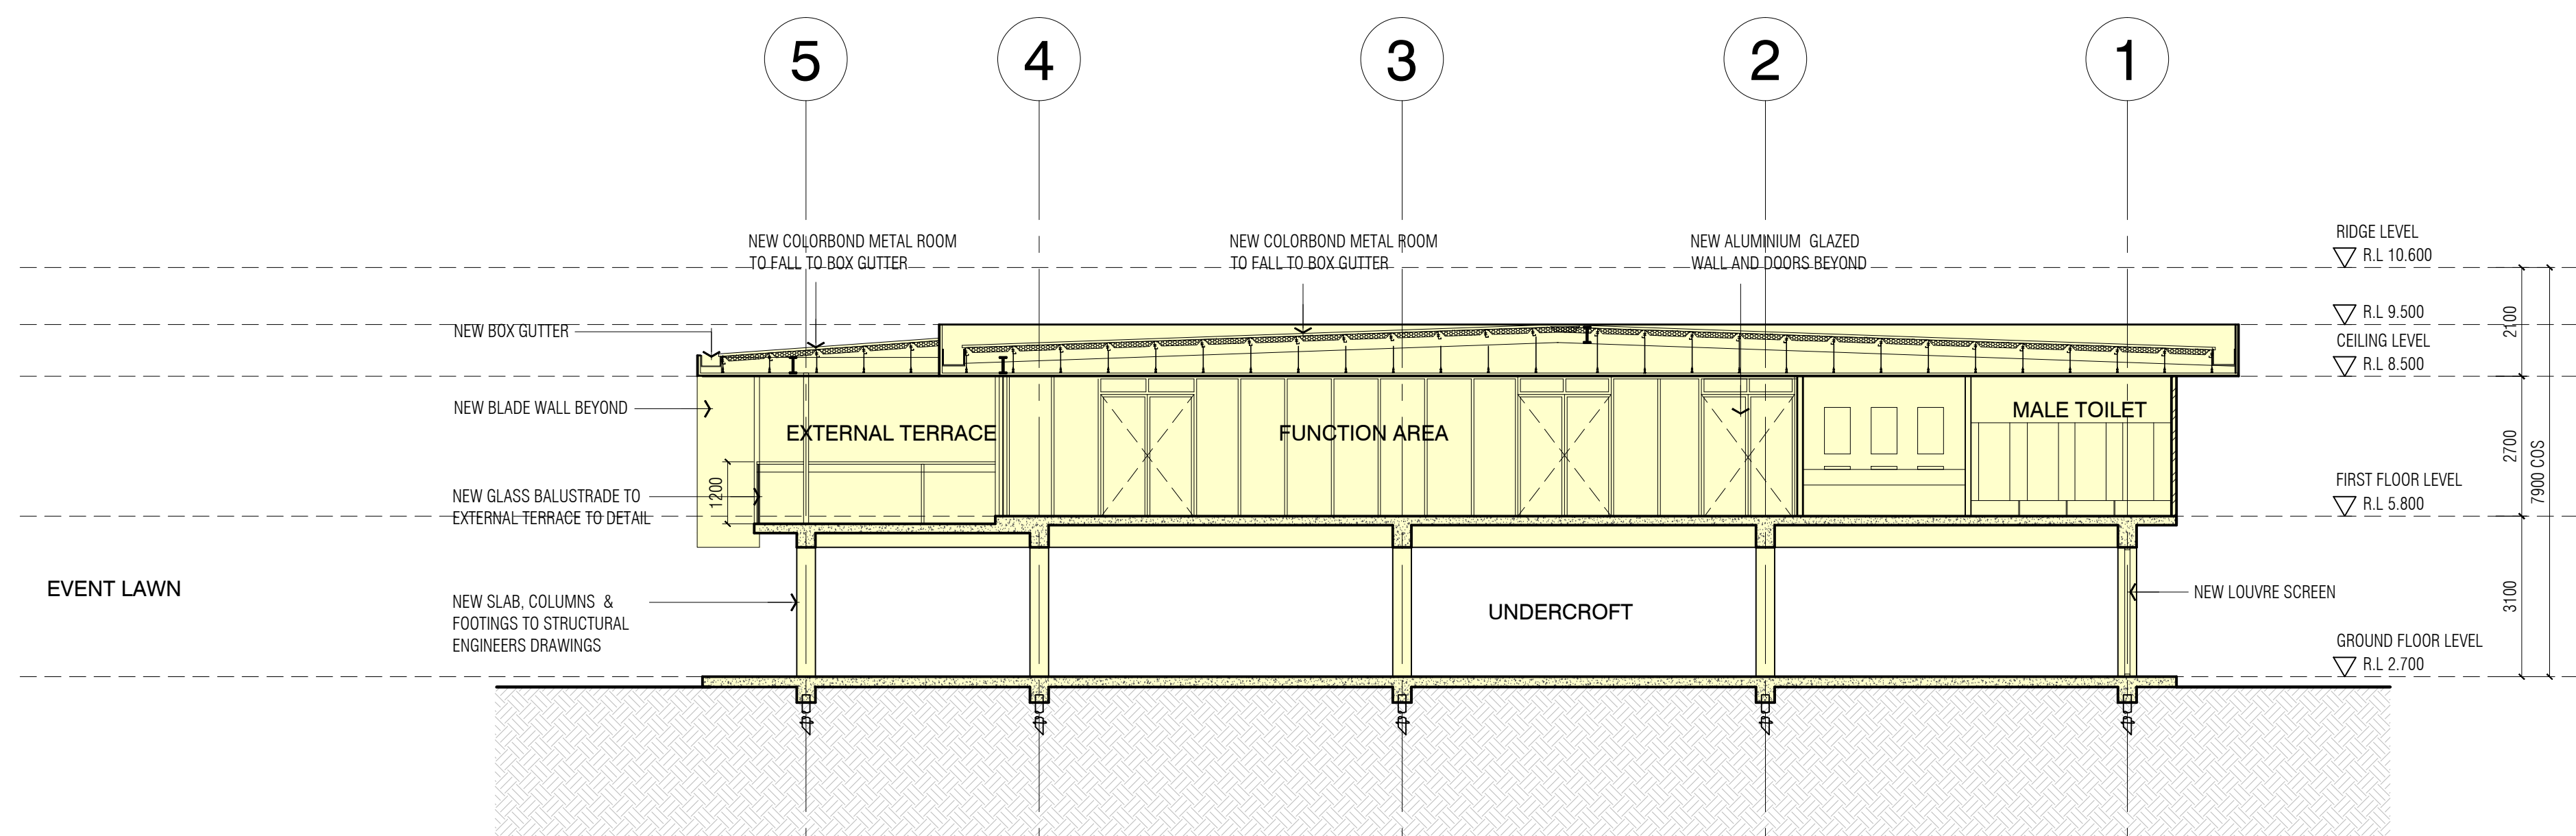 5
4
3
2
1
RIDGE LEVEL
R.L 10.600
NEW COLORBOND METAL ROOM
TO FALL TO BOX GUTTER
NEW COLORBOND METAL ROOM
TO FALL TO BOX GUTTER
NEW ALUMINIUM GLAZED
WALL AND DOORS BEYOND
R.L 9.500
2100
NEW BOX GUTTER
CEILING LEVEL
R.L 8.500
NEW BLADE WALL BEYOND
EXTERNAL TERRACE
FUNCTION AREA
MALE TOILET
2700
7900 COS
NEW GLASS BALUSTRADE TO
EXTERNAL TERRACE TO DETAIL
1200
FIRST FLOOR LEVEL
R.L 5.800
EVENT LAWN
NEW SLAB, COLUMNS &
FOOTINGS TO STRUCTURAL
ENGINEERS DRAWINGS
UNDERCROFT
NEW LOUVRE SCREEN
3100
GROUND FLOOR LEVEL
R.L 2.700